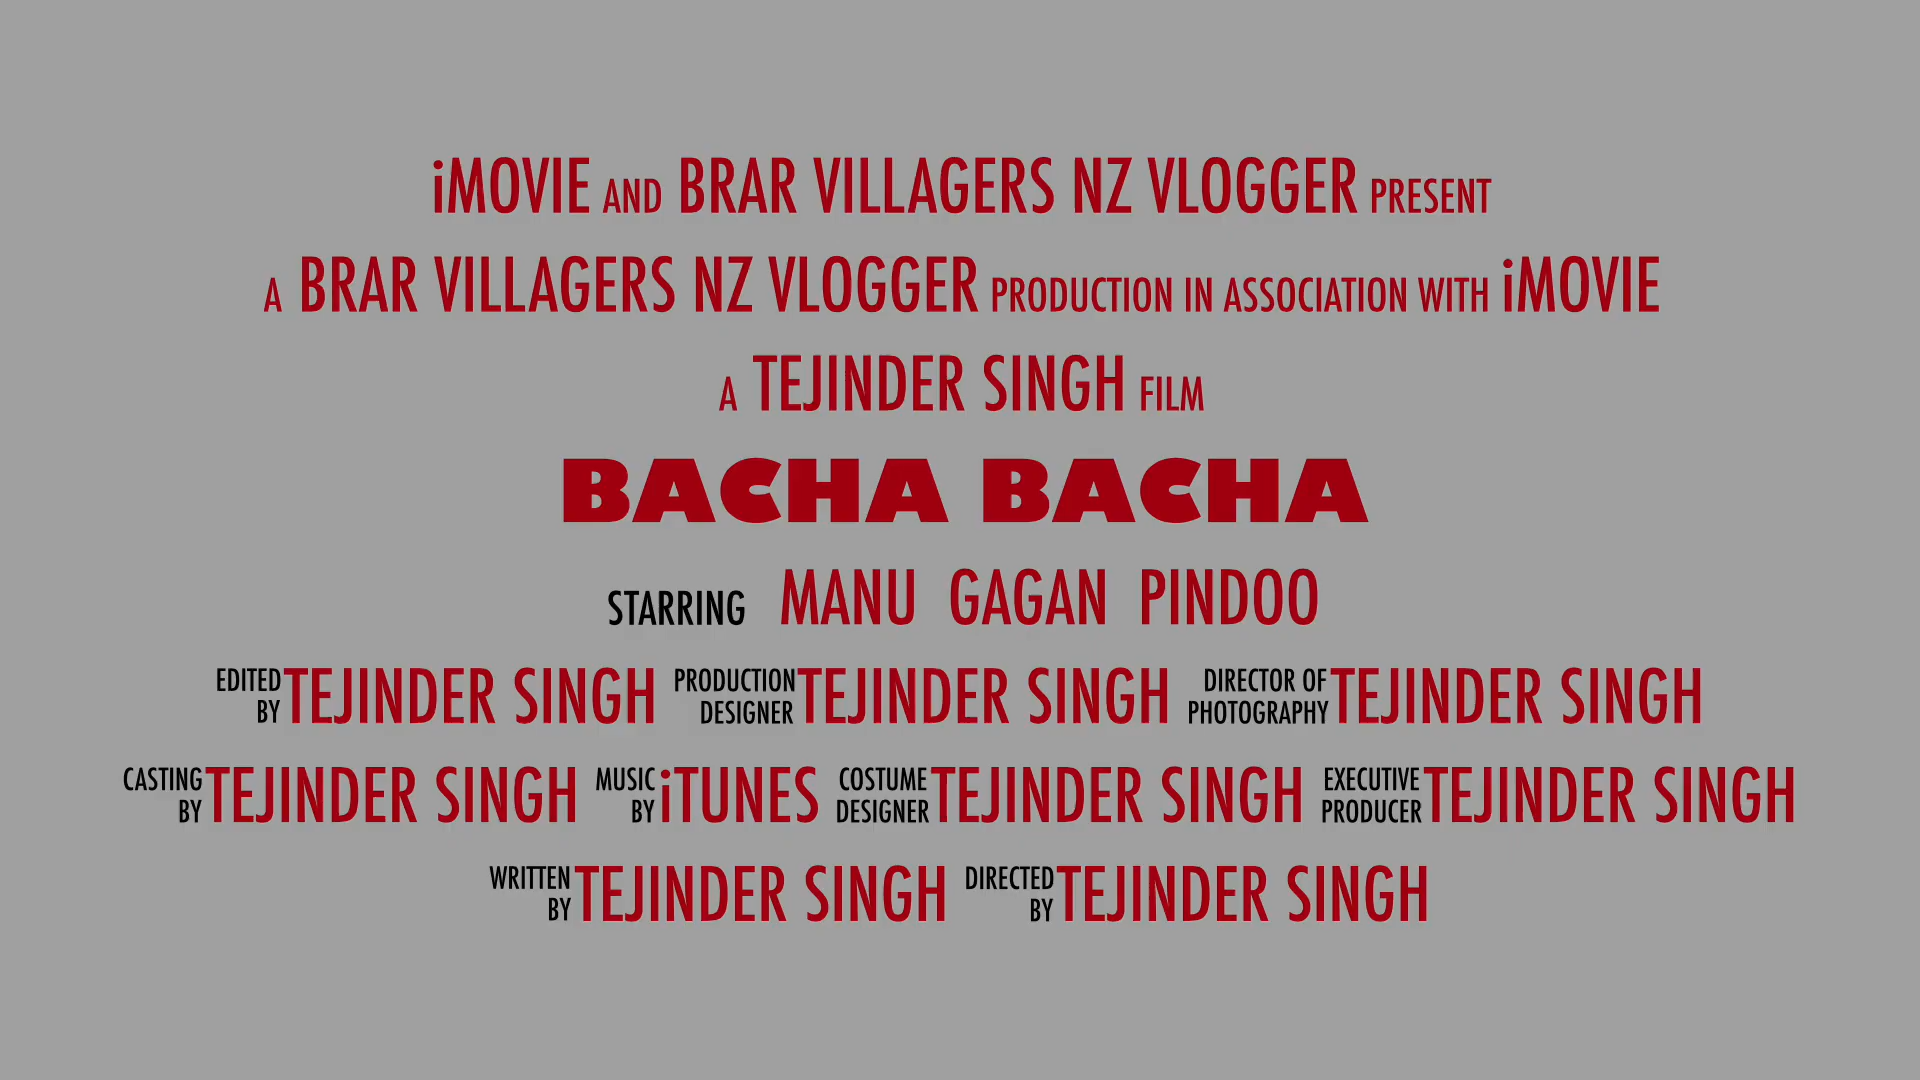 iMOVIE AND BRAR VILLAGERS NZ VLOGGER PRESENT
A BRAR VILLAGERS NZ VLOGGER PRODUCTION IN ASSOCIATION WITH iMOVIE
A TEJINDER SINGH FILM
BACHA BACHA
STARRING MANU GAGAN PINDOO
EDITED BY TEJINDER SINGH PRODUCTION DESIGNER TEJINDER SINGH DIRECTOR OF PHOTOGRAPHY TEJINDER SINGH
CASTING BY TEJINDER SINGH MUSIC BY iTUNES COSTUME DESIGNER TEJINDER SINGH EXECUTIVE PRODUCER TEJINDER SINGH
WRITTEN BY TEJINDER SINGH DIRECTED BY TEJINDER SINGH